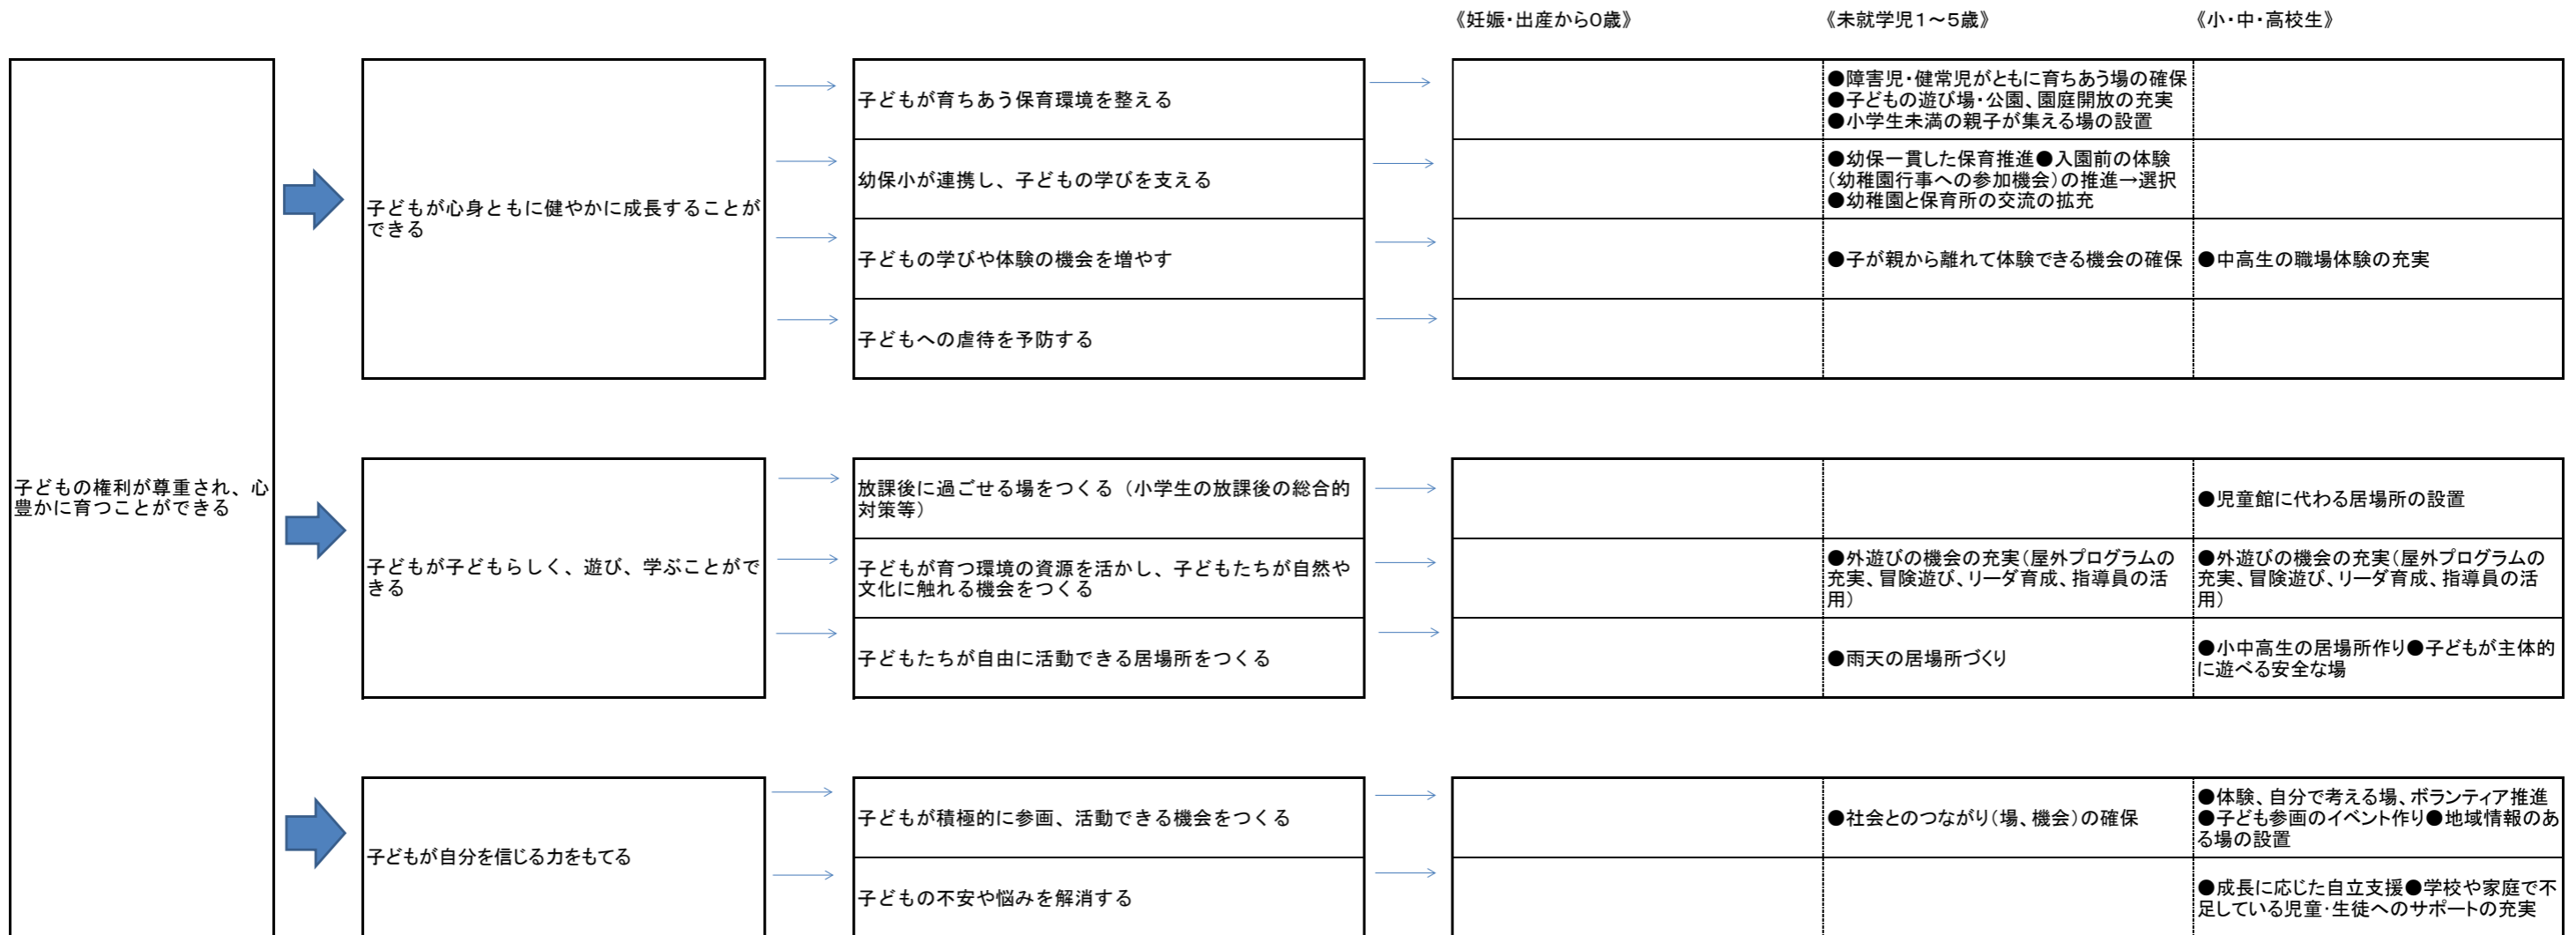 《妊娠・出産から0歳》
《未就学児1～5歳》
《小・中・高校生》
子どもの権利が尊重され、心
豊かに育つことができる
子どもが心身ともに健やかに成長することが
できる
子どもが育ちあう保育環境を整える
●障害児・健常児がともに育ちあう場の確保
●子どもの遊び場・公園、園庭開放の充実
●小学生未満の親子が集える場の設置
幼保小が連携し、子どもの学びを支える
●幼保一貫した保育推進●入園前の体験
（幼稚園行事への参加機会）の推進→選択
●幼稚園と保育所の交流の拡充
子どもの学びや体験の機会を増やす
●子が親から離れて体験できる機会の確保
●中高生の職場体験の充実
子どもへの虐待を予防する
子どもが子どもらしく、遊び、学ぶことがで
きる
放課後に過ごせる場をつくる（小学生の放課後の総合的
対策等）
●児童館に代わる居場所の設置
子どもが育つ環境の資源を活かし、子どもたちが自然や
文化に触れる機会をつくる
●外遊びの機会の充実（屋外プログラムの
充実、冒険遊び、リーダ育成、指導員の活
用）
●外遊びの機会の充実（屋外プログラムの
充実、冒険遊び、リーダ育成、指導員の活
用）
子どもたちが自由に活動できる居場所をつくる
●雨天の居場所づくり
●小中高生の居場所作り●子どもが主体的
に遊べる安全な場
子どもが自分を信じる力をもてる
子どもが積極的に参画、活動できる機会をつくる
●社会とのつながり（場、機会）の確保
●体験、自分で考える場、ボランティア推進
●子ども参画のイベント作り●地域情報のあ
る場の設置
子どもの不安や悩みを解消する
●成長に応じた自立支援●学校や家庭で不
足している児童・生徒へのサポートの充実